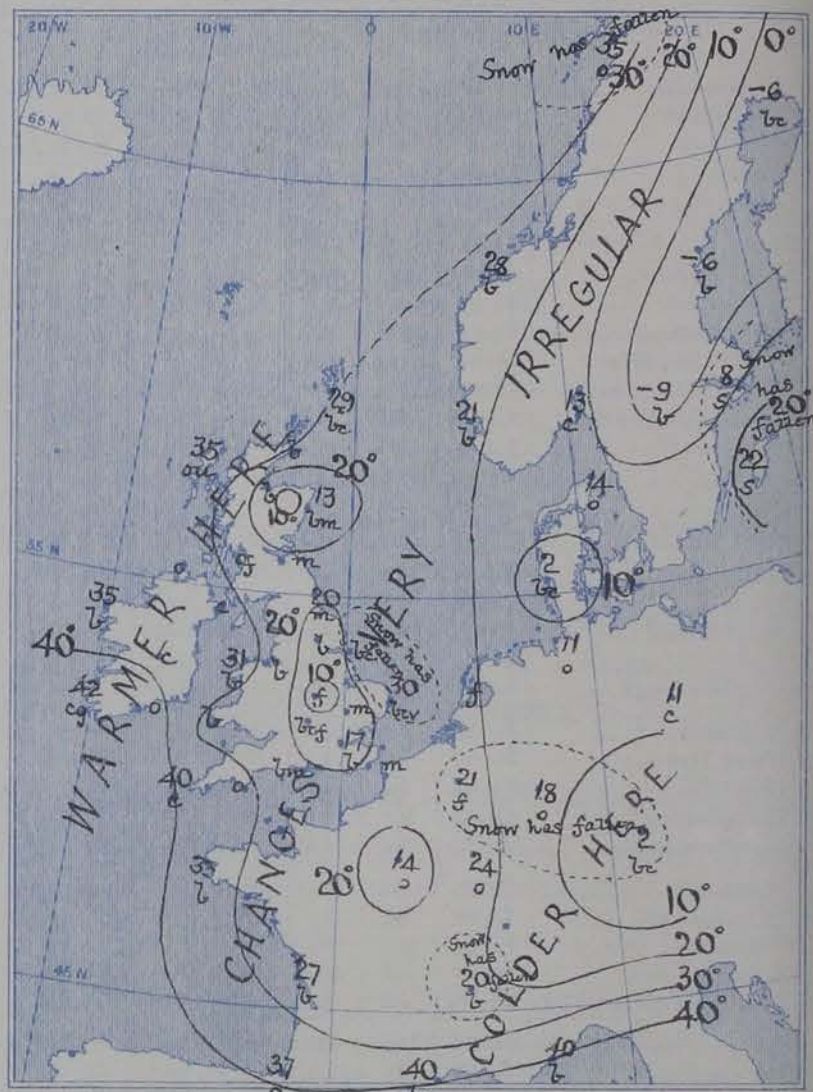 20 W
10 W
0
10 E
20 E
65 N
55 N
45 N
Snow has fallen
35
30° 20° 10° 0°
-6
bc
28
b
-6
b
IRREGULAR
8
s
Snow
has
fallen
20°
22
s
-9
b
13
c
21
b
29
bc
b
35
20°
b
10°
13
bm
HERE
14
m
f
2
bc
10°
35
b
40°
c
20°
20
m
b
b
31
b
VERY
Snow has
fallen
bc
11
42
10°
f
m
f
11
c
WARMER
b
bcf
17
b
bm
m
40
c
21
f
18
Snow has fallen
HERE
2
bc
CHANGES
b
20°
14
24
10°
20°
30°
40°
27
b
Snow
has
fallen
20
b
COLDER
37
40
40
b